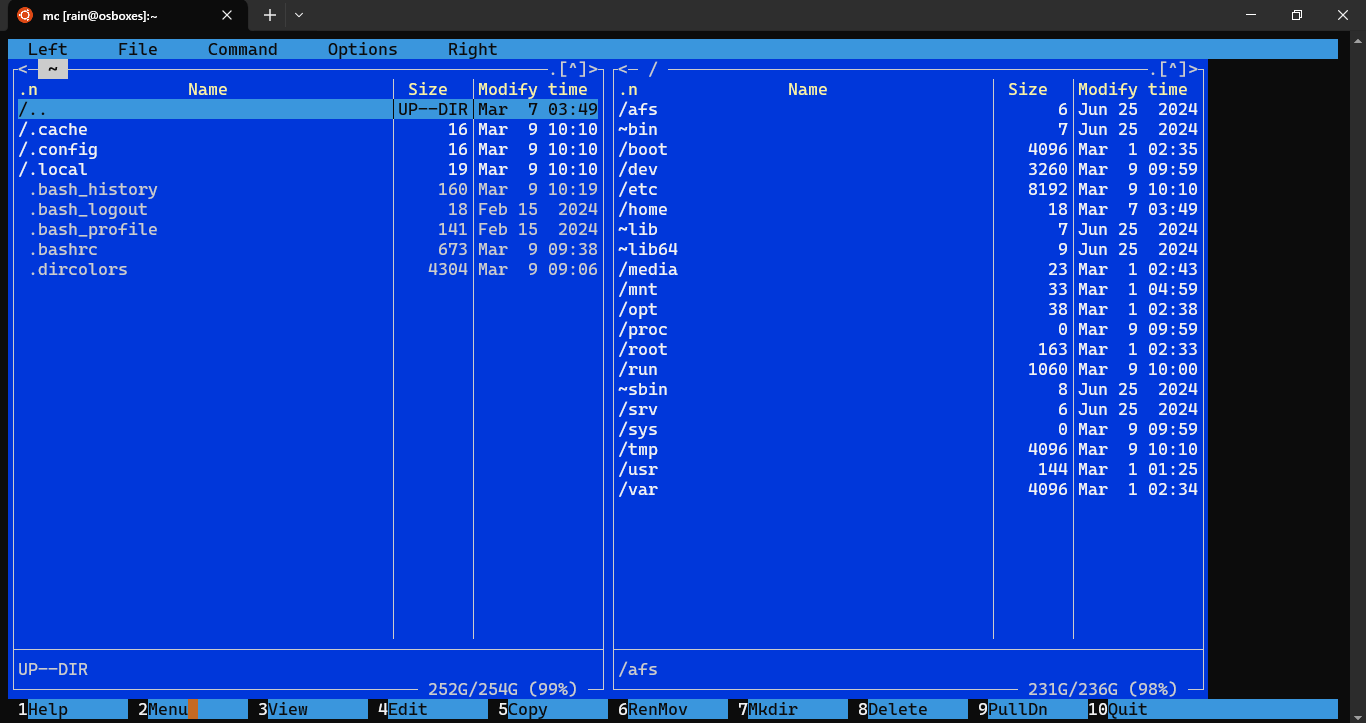 mc [rain@osboxes]:~
Left File Command Options Right
<─ ~ .[^]> <─ / .[^]>
.n Name Size Modify time .n Name Size Modify time
/.. UP--DIR Mar 7 03:49 /afs 6 Jun 25 2024
/.cache 16 Mar 9 10:10 ~bin 7 Jun 25 2024
/.config 16 Mar 9 10:10 /boot 4096 Mar 1 02:35
/.local 19 Mar 9 10:10 /dev 3260 Mar 9 09:59
.bash_history 160 Mar 9 10:19 /etc 8192 Mar 9 10:10
.bash_logout 18 Feb 15 2024 /home 18 Mar 7 03:49
.bash_profile 141 Feb 15 2024 ~lib 7 Jun 25 2024
.bashrc 673 Mar 9 09:38 ~lib64 9 Jun 25 2024
.dircolors 4304 Mar 9 09:06 /media 23 Mar 1 02:43
/mnt 33 Mar 1 04:59
/opt 38 Mar 1 02:38
/proc 0 Mar 9 09:59
/root 163 Mar 1 02:33
/run 1060 Mar 9 10:00
~sbin 8 Jun 25 2024
/srv 6 Jun 25 2024
/sys 0 Mar 9 09:59
/tmp 4096 Mar 9 10:10
/usr 144 Mar 1 01:25
/var 4096 Mar 1 02:34
UP--DIR /afs
252G/254G (99%) 231G/236G (98%)
1Help 2Menu 3View 4Edit 5Copy 6RenMov 7Mkdir 8Delete 9PullDn 10Quit